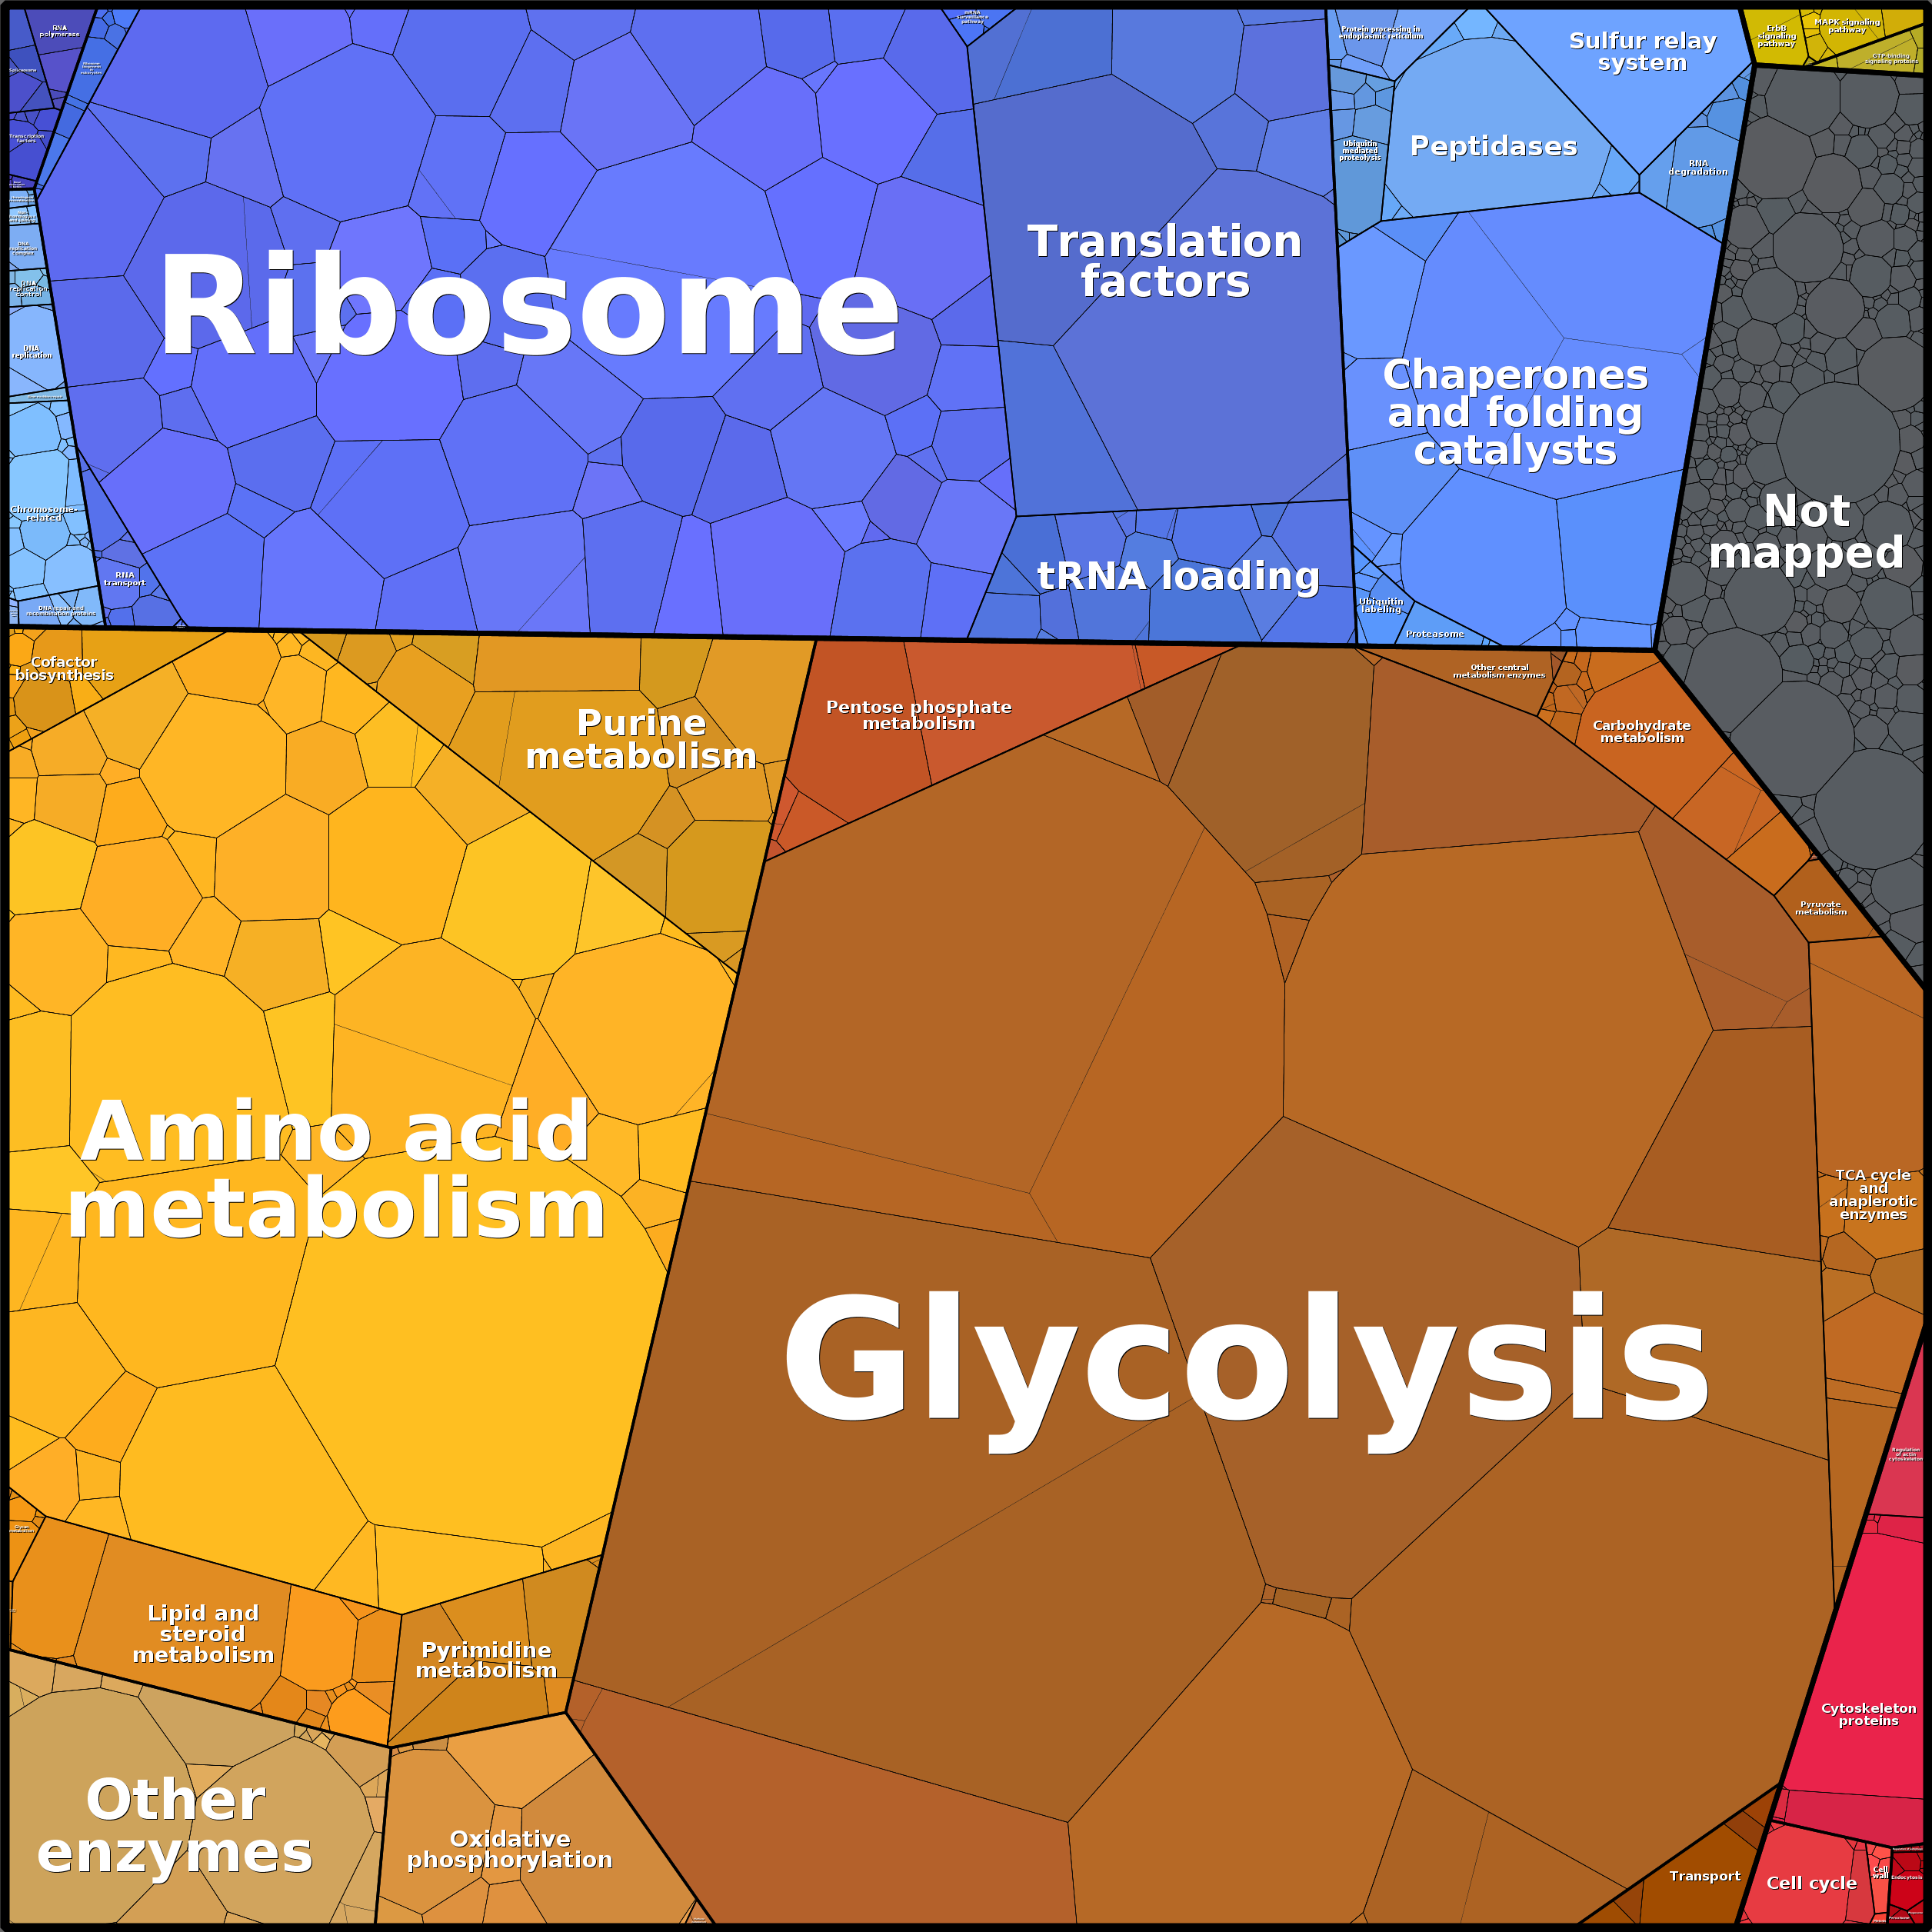 RNA
polymerase
Spliceosome
Transcription
factors
mRNA
surveillance
pathway
Ribosome
Translation
factors
tRNA loading
RNA
transport
DNA
replication
control
DNA
replication
Chromosome-
related
DNA repair and
recombination proteins
Protein processing in
endoplasmic reticulum
Ubiquitin
mediated
proteolysis
Peptidases
Sulfur relay
system
RNA
degradation
Chaperones
and folding
catalysts
Ubiquitin
labeling
Proteasome
ErbB
signaling
pathway
MAPK signaling
pathway
GTP-binding
signaling proteins
Not
mapped
Cofactor
biosynthesis
Purine
metabolism
Pentose phosphate
metabolism
Other central
metabolism enzymes
Carbohydrate
metabolism
Pyruvate
metabolism
Amino acid
metabolism
Glycolysis
TCA cycle
and
anaplerotic
enzymes
Regulation
of actin
cytoskeleton
Lipid and
steroid
metabolism
Pyrimidine
metabolism
Cytoskeleton
proteins
Other
enzymes
Oxidative
phosphorylation
Transport
Cell cycle
Cell
wall
Endocytosis